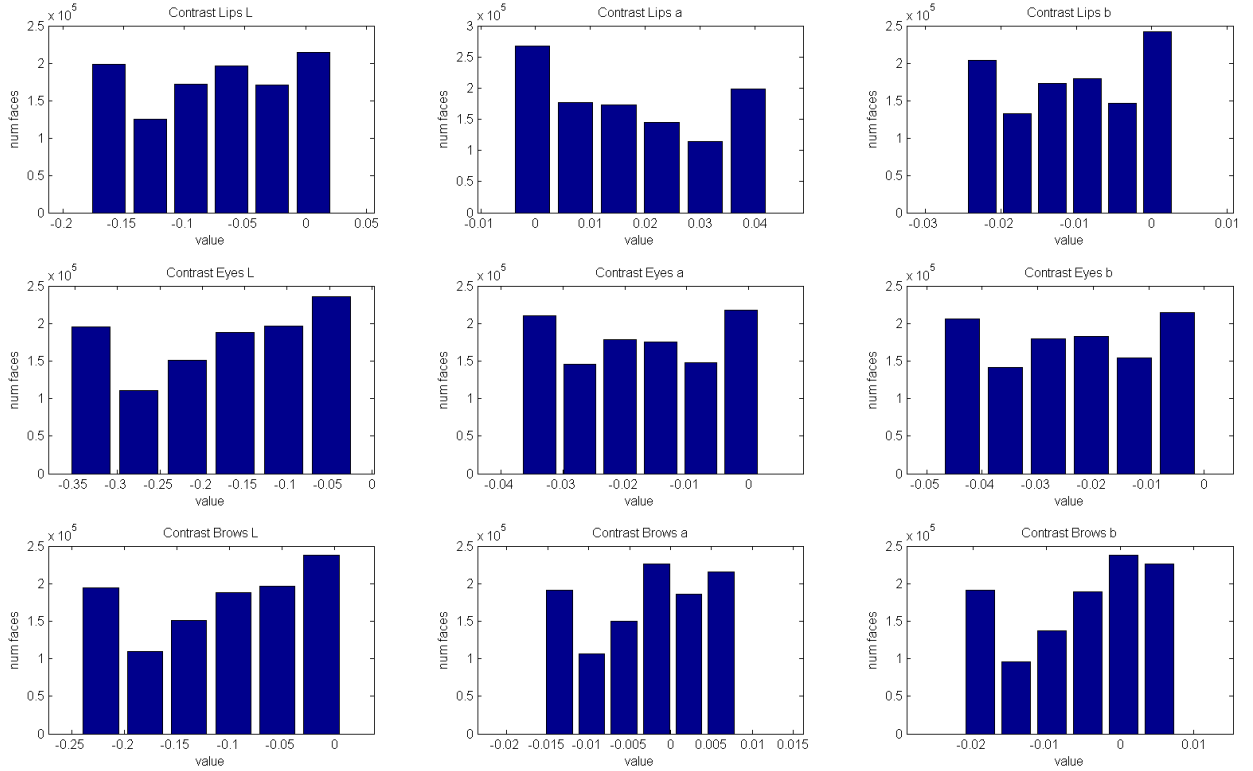 Contrast Lips L
x 10^5
2.5
2
1.5
1
0.5
0
num faces
-0.2 -0.15 -0.1 -0.05 0 0.05
value
Contrast Lips a
x 10^5
3
2.5
2
1.5
1
0.5
0
num faces
-0.01 0 0.01 0.02 0.03 0.04
value
Contrast Lips b
x 10^5
2.5
2
1.5
1
0.5
0
num faces
-0.03 -0.02 -0.01 0 0.01
value
Contrast Eyes L
x 10^5
2.5
2
1.5
1
0.5
0
num faces
-0.35 -0.3 -0.25 -0.2 -0.15 -0.1 -0.05 0
value
Contrast Eyes a
x 10^5
2.5
2
1.5
1
0.5
0
num faces
-0.04 -0.03 -0.02 -0.01 0
value
Contrast Eyes b
x 10^5
2.5
2
1.5
1
0.5
0
num faces
-0.05 -0.04 -0.03 -0.02 -0.01 0
value
Contrast Brows L
x 10^5
2.5
2
1.5
1
0.5
0
num faces
-0.25 -0.2 -0.15 -0.1 -0.05 0
value
Contrast Brows a
x 10^5
2.5
2
1.5
1
0.5
0
num faces
-0.02 -0.015 -0.01 -0.005 0 0.005 0.01 0.015
value
Contrast Brows b
x 10^5
2.5
2
1.5
1
0.5
0
num faces
-0.02 -0.01 0 0.01
value